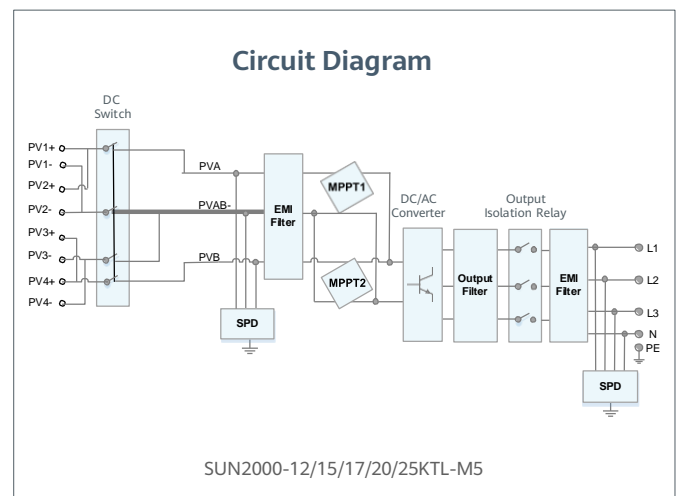 Circuit Diagram
DC
Switch
PV1+
PV1-
PV2+
PV2-
PV3+
PV3-
PV4+
PV4-
PVA
PVAB-
PVB
SPD
EMI
Filter
MPPT1
MPPT2
DC/AC
Converter
Output
Filter
Output
Isolation Relay
EMI
Filter
L1
L2
L3
N
PE
SPD
SUN2000-12/15/17/20/25KTL-M5